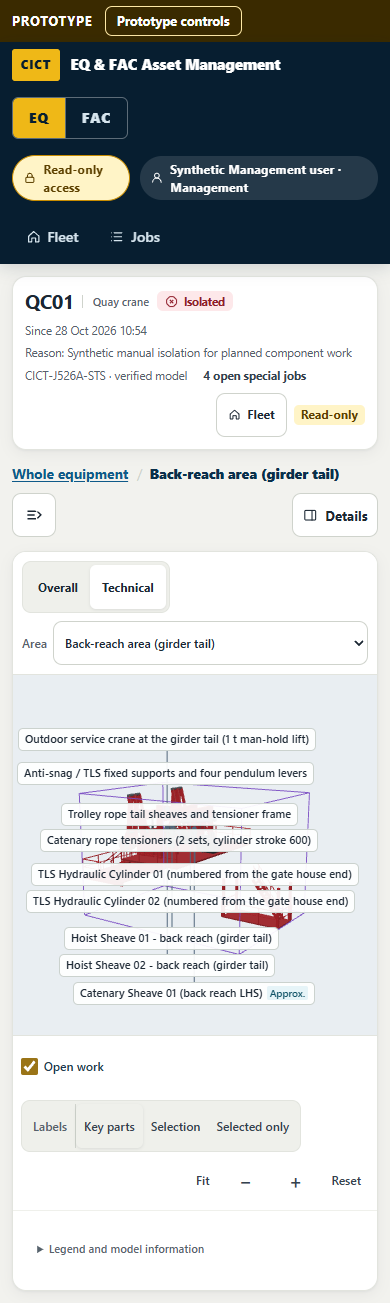 PROTOTYPE Prototype controls
CICT EQ & FAC Asset Management
EQ FAC
Read-only
access
Synthetic Management user ·
Management
Fleet Jobs
QC01 Quay crane Isolated
Since 28 Oct 2026 10:54
Reason: Synthetic manual isolation for planned component work
CICT-J526A-STS · verified model 4 open special jobs
Fleet Read-only
Whole equipment / Back-reach area (girder tail)
Details
Overall Technical
Area Back-reach area (girder tail)
Outdoor service crane at the girder tail (1 t man-hold lift)
Anti-snag / TLS fixed supports and four pendulum levers
Trolley rope tail sheaves and tensioner frame
Catenary rope tensioners (2 sets, cylinder stroke 600)
TLS Hydraulic Cylinder 01 (numbered from the gate house end)
TLS Hydraulic Cylinder 02 (numbered from the gate house end)
Hoist Sheave 01 - back reach (girder tail)
Hoist Sheave 02 - back reach (girder tail)
Catenary Sheave 01 (back reach LHS) Approx.
Open work
Labels Key parts Selection Selected only
Fit − + Reset
Legend and model information